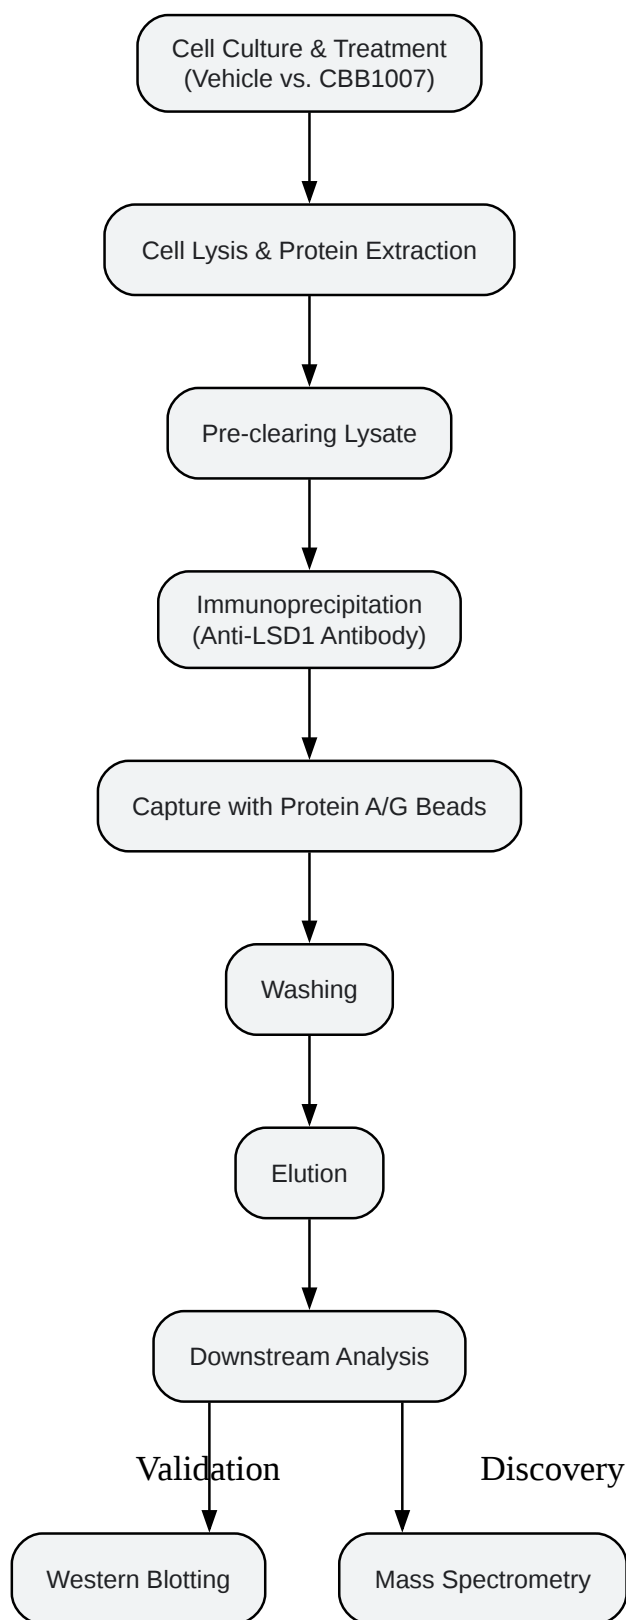 Cell Culture & Treatment
(Vehicle vs. CBB1007)
Cell Lysis & Protein Extraction
Pre-clearing Lysate
Immunoprecipitation
(Anti-LSD1 Antibody)
Capture with Protein A/G Beads
Washing
Elution
Downstream Analysis
Validation
Discovery
Western Blotting
Mass Spectrometry